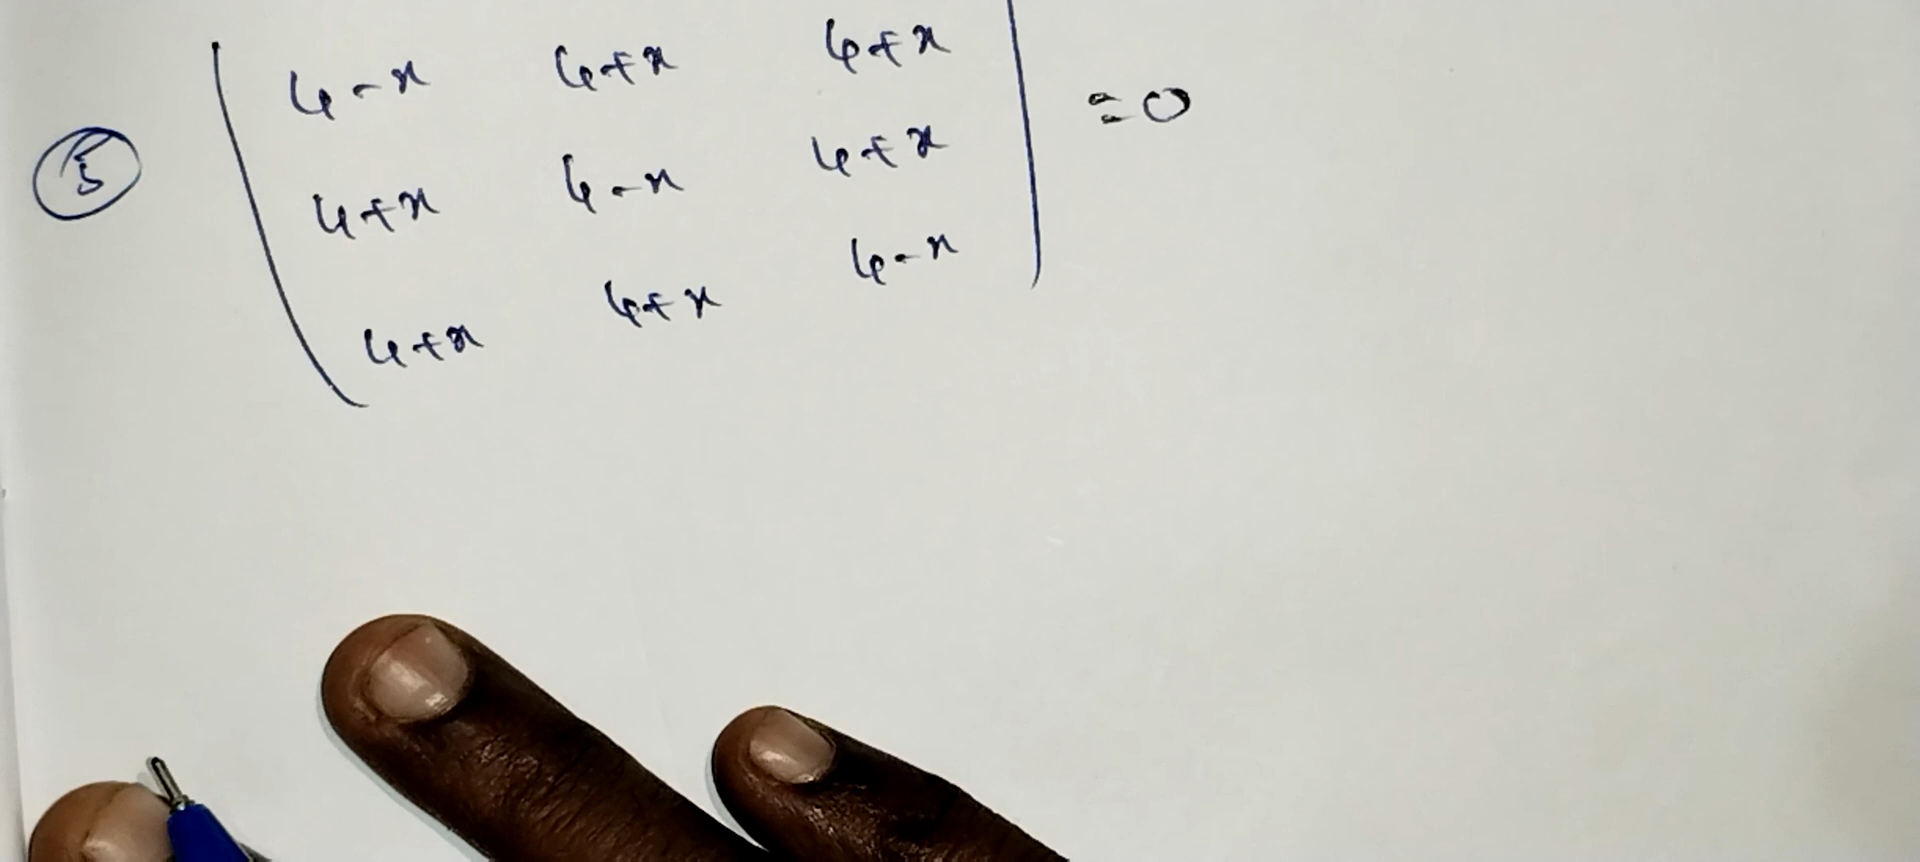 ⑤ | 4-x 4+x 4+x | =0
| 4+x 4-x 4+x |
| 4+x 4+x 4-x |